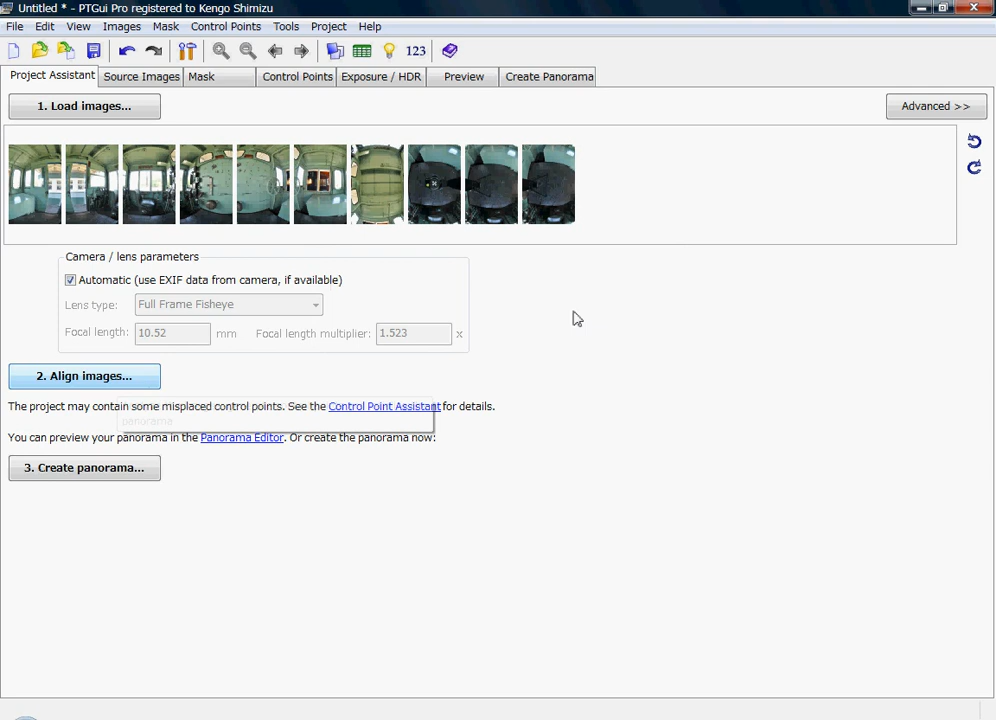 Untitled * - PTGui Pro registered to Kengo Shimizu
File Edit View Images Mask Control Points Tools Project Help
123
Project Assistant Source Images Mask Control Points Exposure / HDR Preview Create Panorama
1. Load images...
Advanced >>
Camera / lens parameters
Automatic (use EXIF data from camera, if available)
Lens type: Full Frame Fisheye
Focal length: 10.52 mm Focal length multiplier: 1.523 x
2. Align images...
The project may contain some misplaced control points. See the Control Point Assistant for details.
panorama
You can preview your panorama in the Panorama Editor. Or create the panorama now:
3. Create panorama...